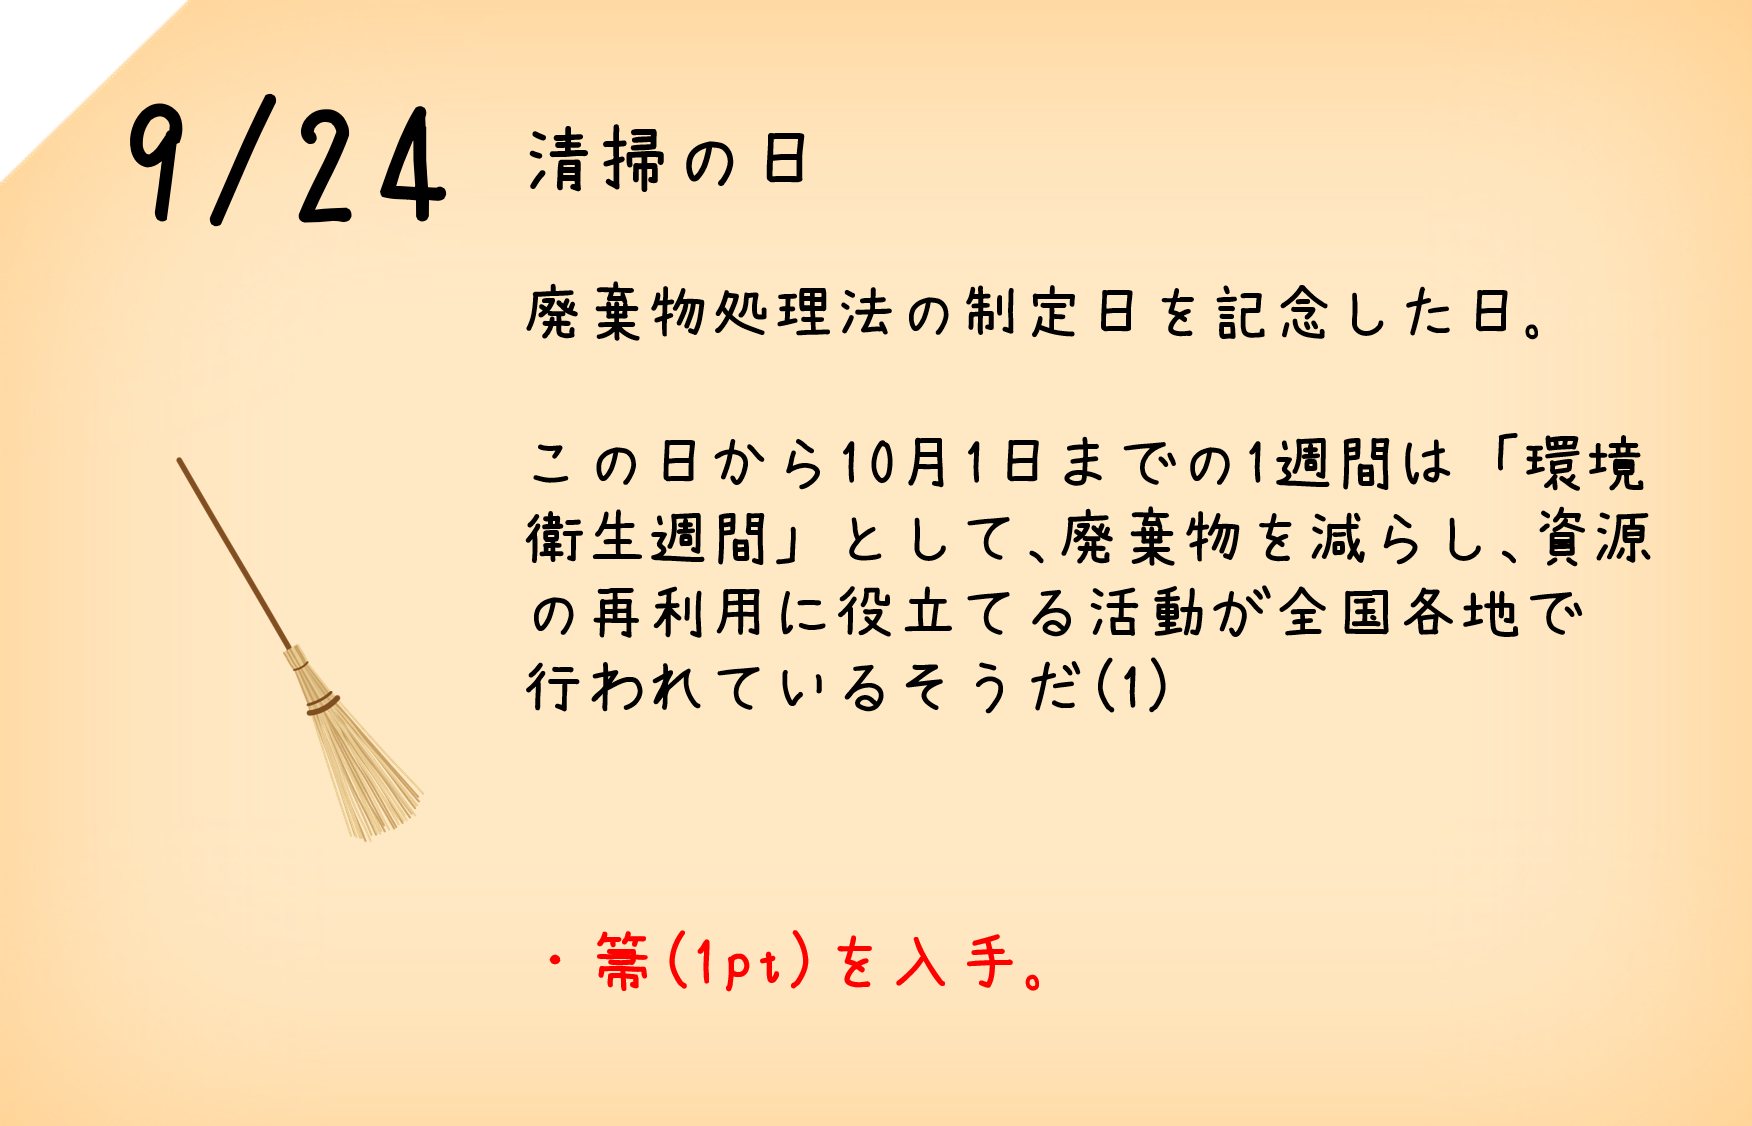 9/24 清掃の日
廃棄物処理法の制定日を記念した日。
この日から10月1日までの1週間は「環境
衛生週間」として、廃棄物を減らし、資源
の再利用に役立てる活動が全国各地で
行われているそうだ(1)
・箒(1pt)を入手。